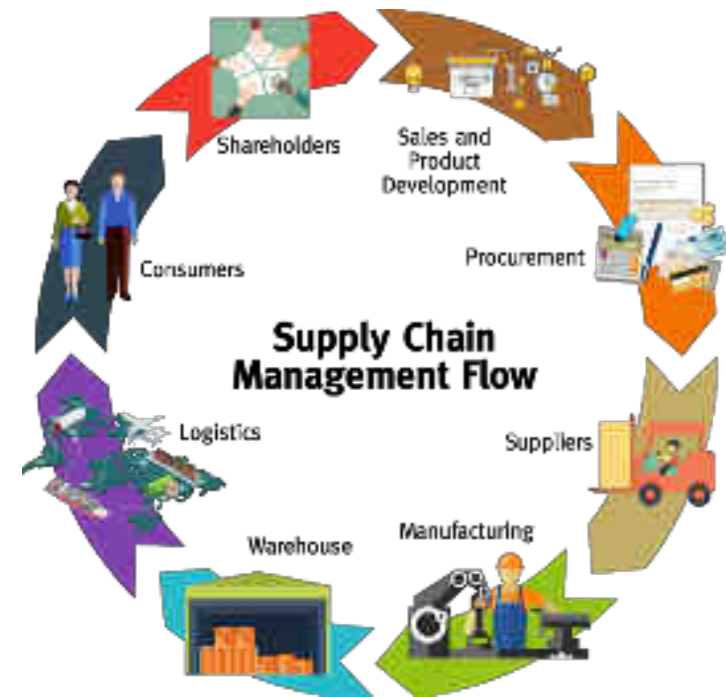 Shareholders
Sales and
Product
Development
Procurement
Consumers
Supply Chain
Management Flow
Logistics
Suppliers
Manufacturing
Warehouse